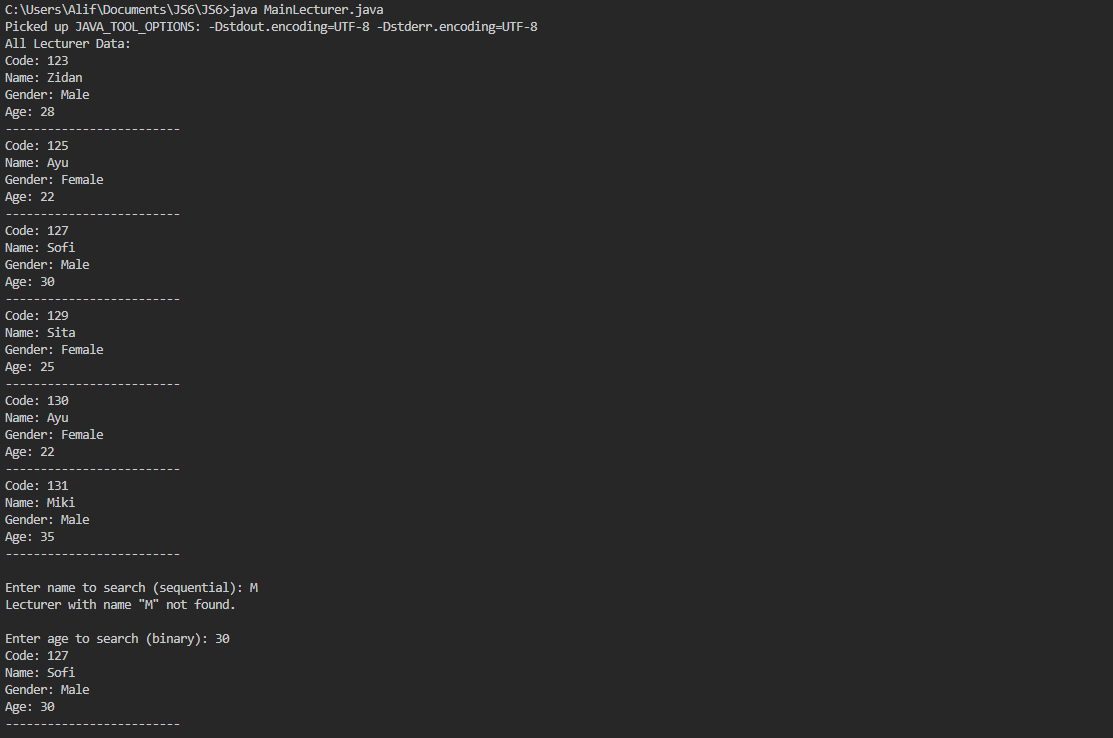 C:\Users\Alif\Documents\JS6\JS6>java MainLecturer.java
Picked up JAVA_TOOL_OPTIONS: -Dstdout.encoding=UTF-8 -Dstderr.encoding=UTF-8
All Lecturer Data:
Code: 123
Name: Zidan
Gender: Male
Age: 28
-------------------------
Code: 125
Name: Ayu
Gender: Female
Age: 22
-------------------------
Code: 127
Name: Sofi
Gender: Male
Age: 30
-------------------------
Code: 129
Name: Sita
Gender: Female
Age: 25
-------------------------
Code: 130
Name: Ayu
Gender: Female
Age: 22
-------------------------
Code: 131
Name: Miki
Gender: Male
Age: 35
-------------------------
Enter name to search (sequential): M
Lecturer with name "M" not found.
Enter age to search (binary): 30
Code: 127
Name: Sofi
Gender: Male
Age: 30
-------------------------